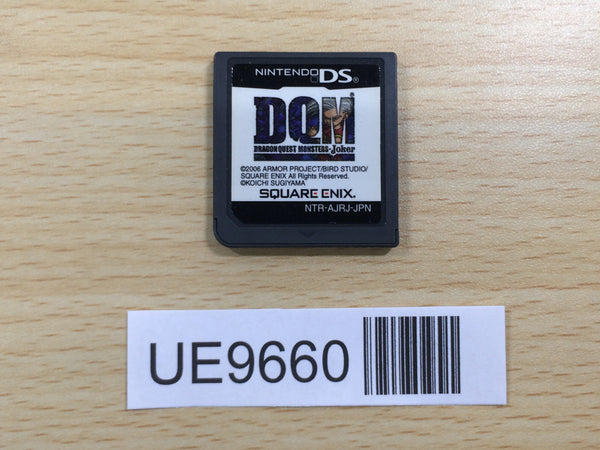 NINTENDO DS®
DQM
DRAGON QUEST MONSTERS-Joker
©2006 ARMOR PROJECT/BIRD STUDIO/
SQUARE ENIX All Rights Reserved.
©KOICHI SUGIYAMA
SQUARE ENIX.
NTR-AJRJ-JPN
UE9660